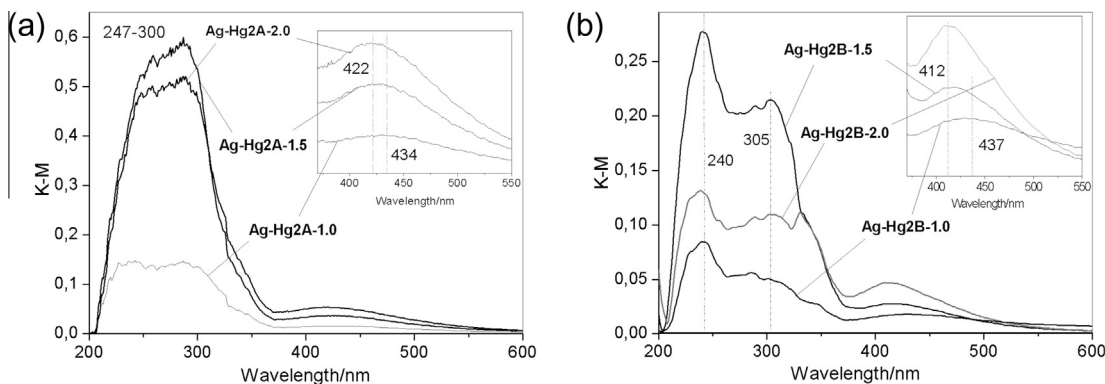 (a)
0,6
0,5
0,4
0,3
0,2
0,1
0,0
K-M
247-300
Ag-Hg2A-2.0
Ag-Hg2A-1.5
Ag-Hg2A-1.0
422
434
400 450 500 550
Wavelength/nm
200 300 400 500 600
Wavelength/nm
(b)
0,25
0,20
0,15
0,10
0,05
0,00
K-M
Ag-Hg2B-1.5
305
Ag-Hg2B-2.0
240
Ag-Hg2B-1.0
412
437
400 450 500 550
Wavelength/nm
200 300 400 500 600
Wavelength/nm